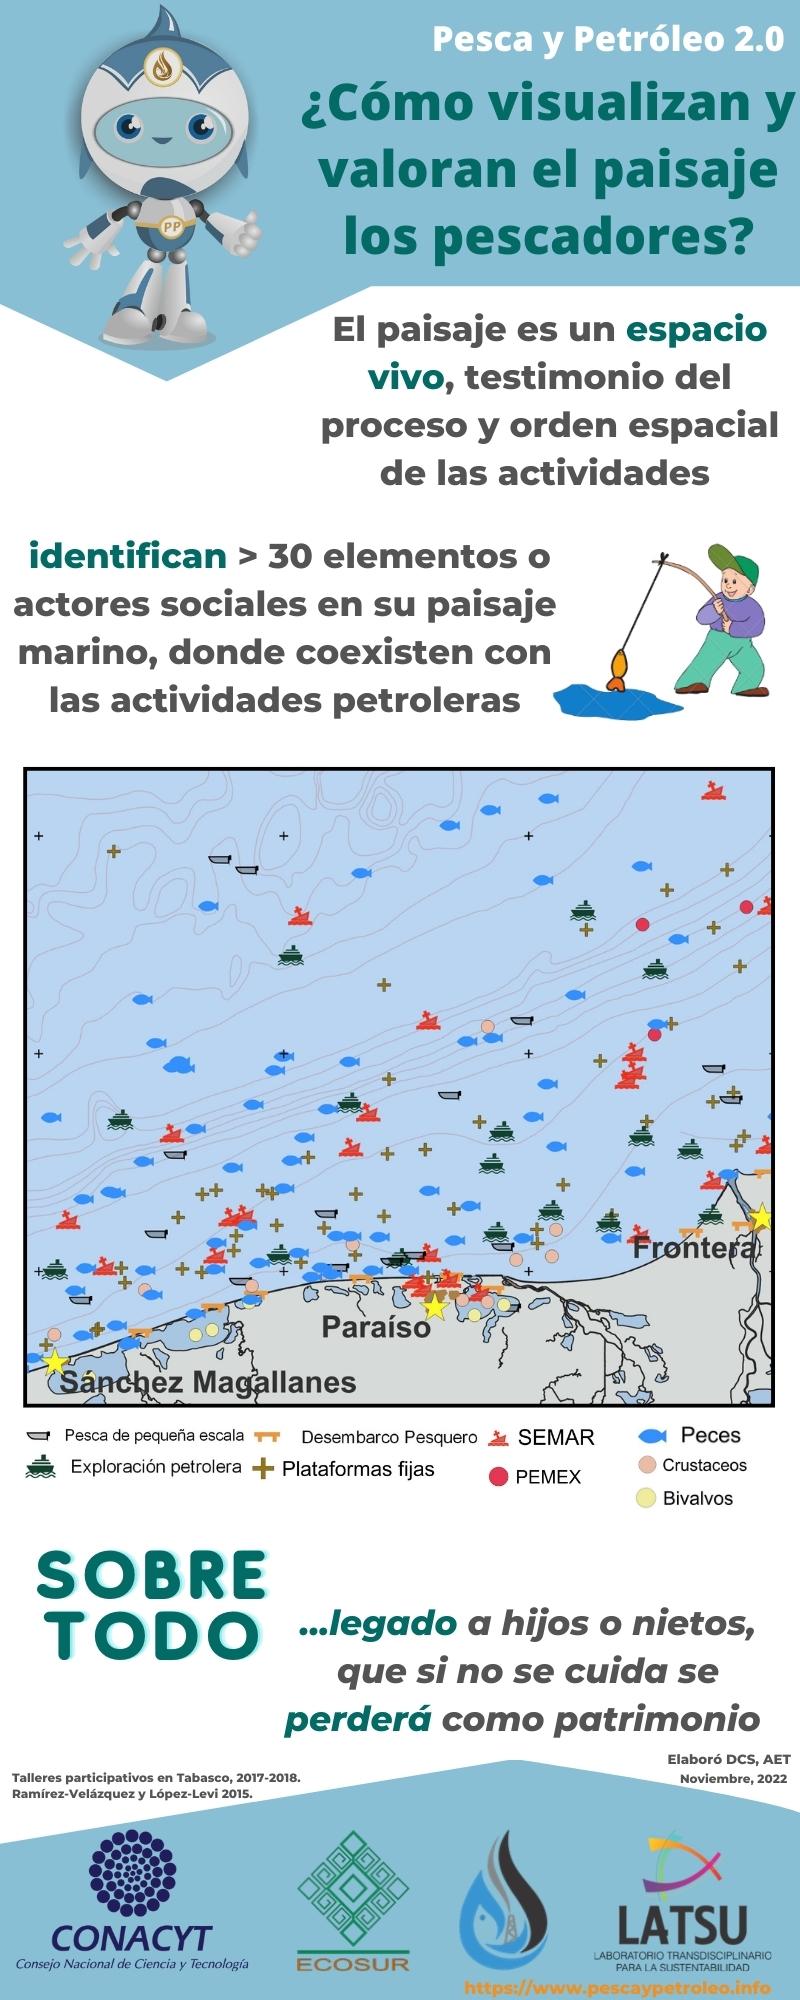 Pesca y Petróleo 2.0
¿Cómo visualizan y
valoran el paisaje
los pescadores?
PP
El paisaje es un espacio
vivo, testimonio del
proceso y orden espacial
de las actividades
identifican > 30 elementos o
actores sociales en su paisaje
marino, donde coexisten con
las actividades petroleras
Frontera
Paraíso
Sánchez Magallanes
Pesca de pequeña escala
Desembarco Pesquero
SEMAR
Peces
Exploración petrolera
Plataformas fijas
PEMEX
Crustaceos
Bivalvos
SOBRE
TODO
...legado a hijos o nietos,
que si no se cuida se
perderá como patrimonio
Elaboró DCS, AET
Noviembre, 2022
Talleres participativos en Tabasco, 2017-2018.
Ramírez-Velázquez y López-Levi 2015.
CONACYT
Consejo Nacional de Ciencia y Tecnología
ECOSUR
LATSU
LABORATORIO TRANSDISCIPLINARIO
PARA LA SUSTENTABILIDAD
https://www.pescaypetroleo.info